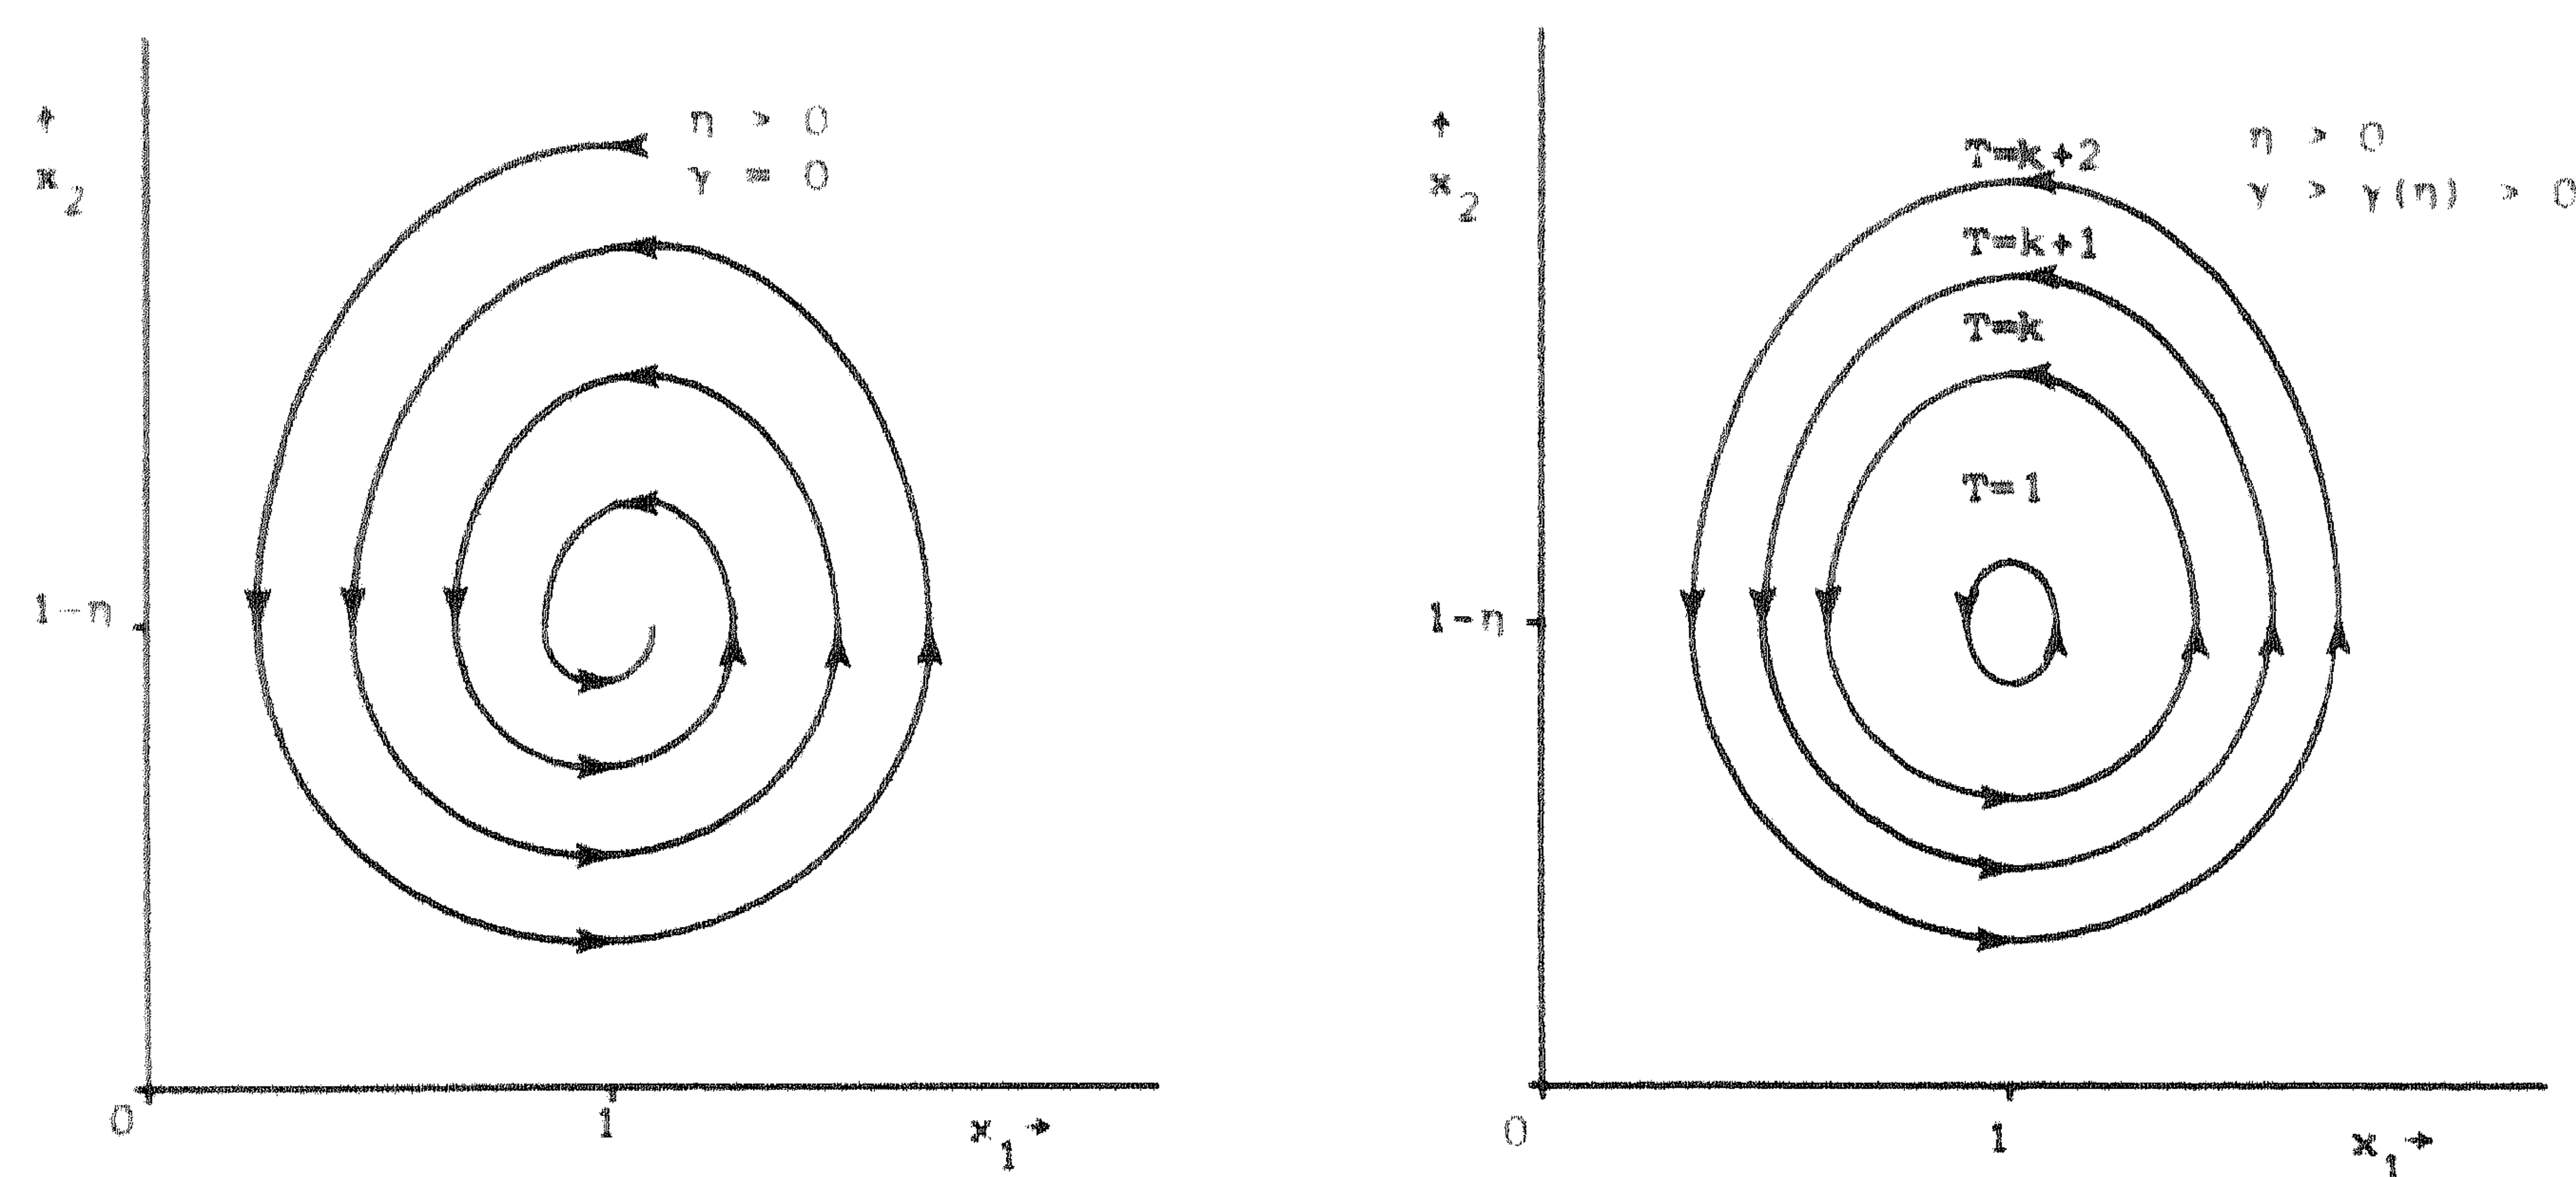 ↑
x₂
η > 0
γ = 0
1-η
0
1
x₁→
↑
x₂
T=k+2
T=k+1
T=k
T=1
η > 0
γ > γ(η) > 0
1-η
0
1
x₁→